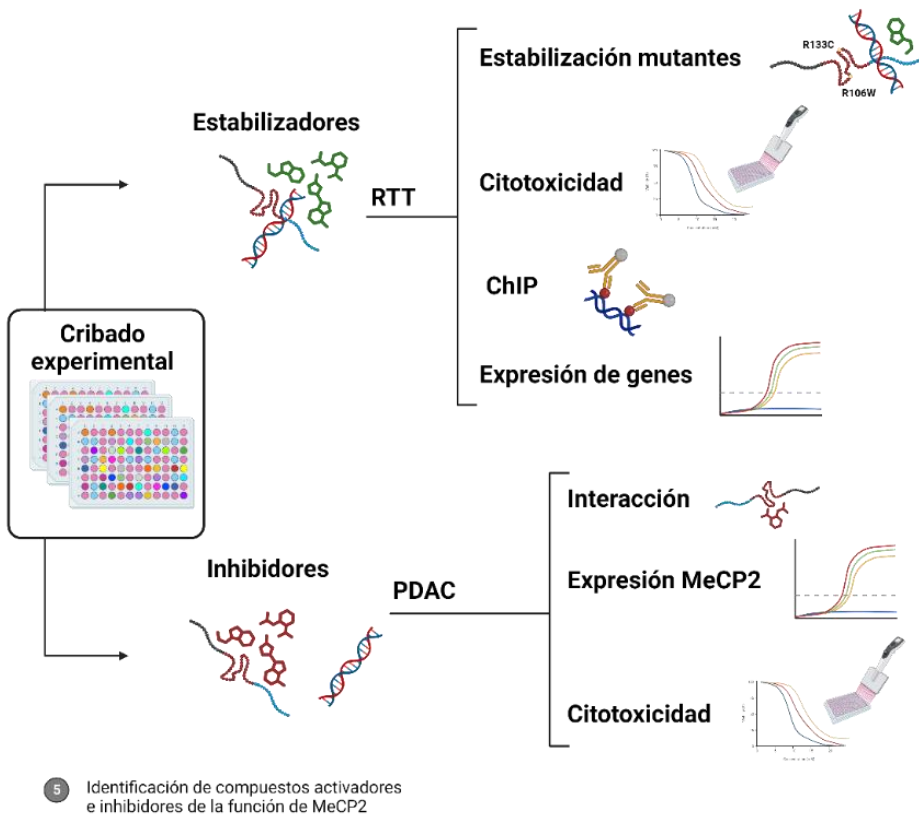 Estabilización mutantes
R133C
R106W
Estabilizadores
RTT
Citotoxicidad
ChIP
Cribado
experimental
Expresión de genes
Interacción
Inhibidores
PDAC
Expresión MeCP2
Citotoxicidad
5 Identificación de compuestos activadores
e inhibidores de la función de MeCP2